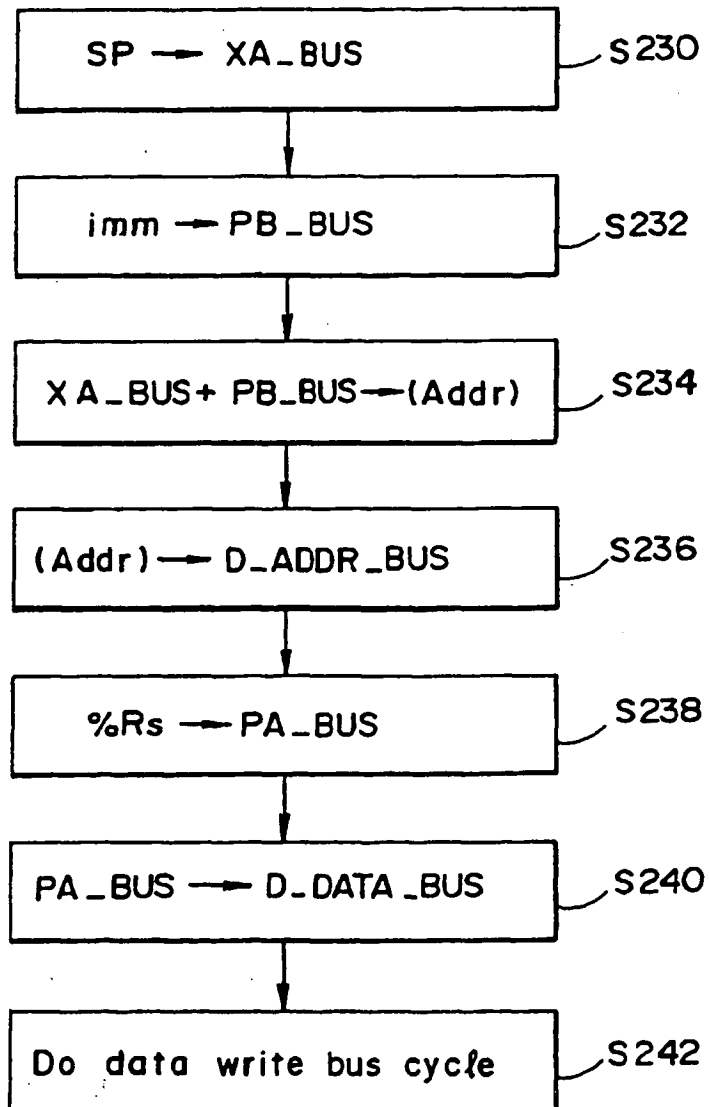 SP → XA_BUS
S230
imm → PB_BUS
S232
XA_BUS+ PB_BUS→(Addr)
S234
(Addr) → D_ADDR_BUS
S236
%Rs → PA_BUS
S238
PA_BUS → D_DATA_BUS
S240
Do data write bus cycle
S242